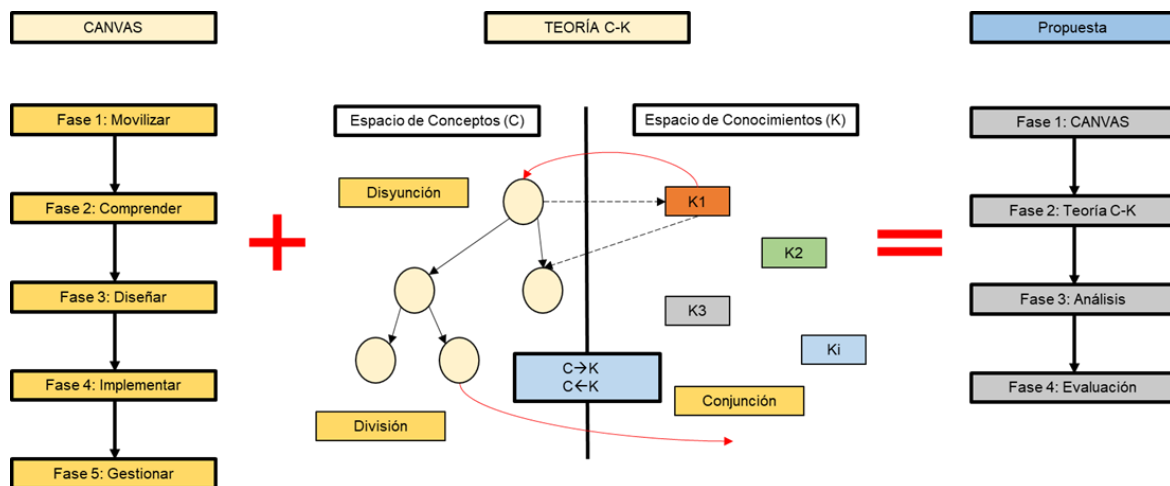 CANVAS
TEORÍA C-K
Propuesta
Fase 1: Movilizar
Fase 2: Comprender
Fase 3: Diseñar
Fase 4: Implementar
Fase 5: Gestionar
+
Espacio de Conceptos (C)
Espacio de Conocimientos (K)
Disyunción
K1
K2
K3
Ki
C→K
C←K
Conjunción
División
=
Fase 1: CANVAS
Fase 2: Teoría C-K
Fase 3: Análisis
Fase 4: Evaluación